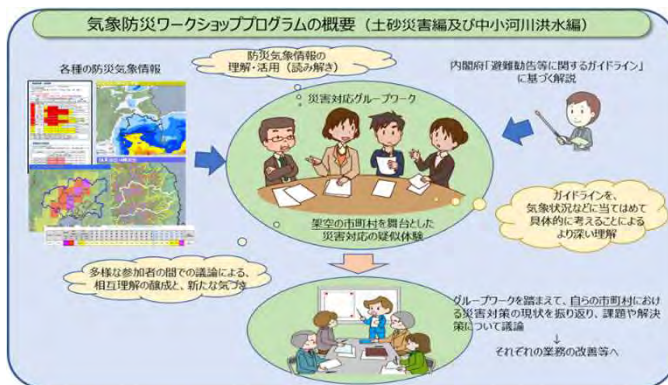 気象防災ワークショッププログラムの概要（土砂災害編及び中小河川洪水編）
各種の防災気象情報
防災気象情報の
理解・活用（読み解き）
内閣府「避難勧告等に関するガイドライン」
に基づく解説
災害対応グループワーク
架空の市町村を舞台とした
災害対応の疑似体験
ガイドラインを、
気象状況などに当てはめて
具体的に考えることによる
より深い理解
多様な参加者の間での議論による、
相互理解の醸成と、新たな気づき
グループワークを踏まえて、自らの市町村にお
ける災害対策の現状を振り返り、課題や解決
策について議論
↓
それぞれの業務の改善等へ